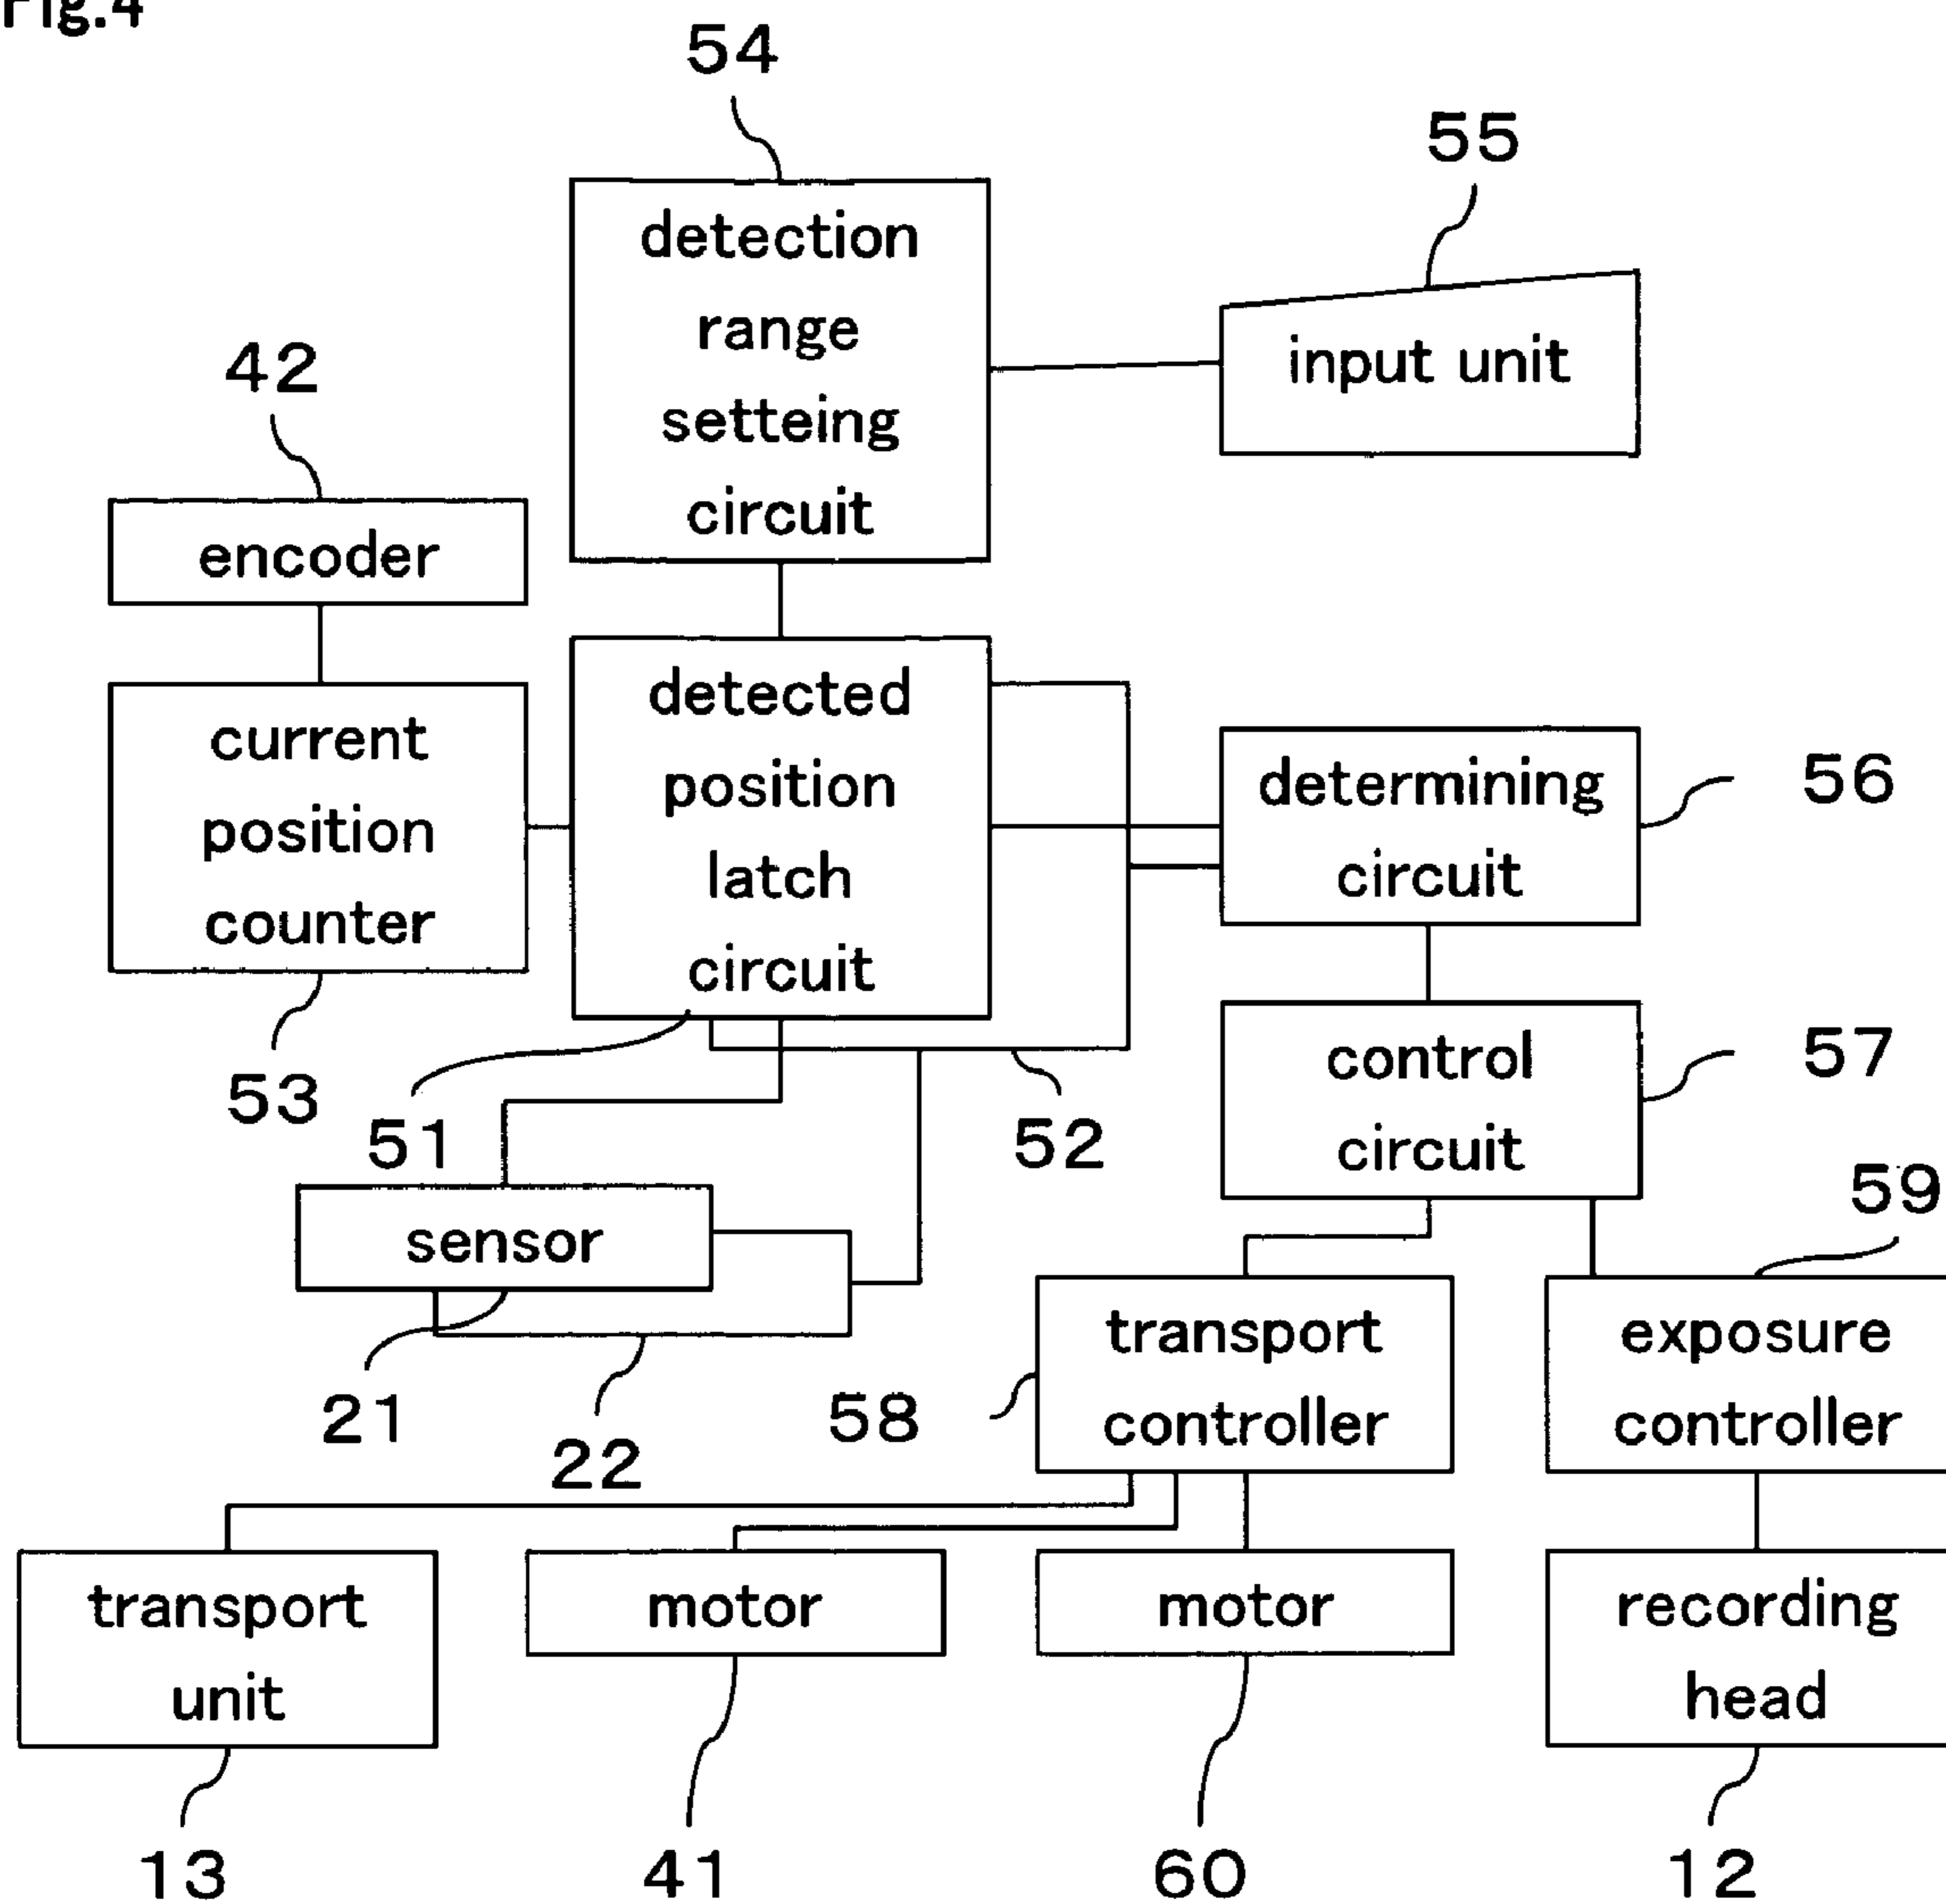 Fig.4
54
55
detection
range
setteing
circuit
input unit
42
encoder
current
position
counter
detected
position
latch
circuit
determining
circuit
56
53
51
52
control
circuit
57
59
sensor
21
22
58
transport
controller
exposure
controller
transport
unit
motor
motor
recording
head
13
41
60
12